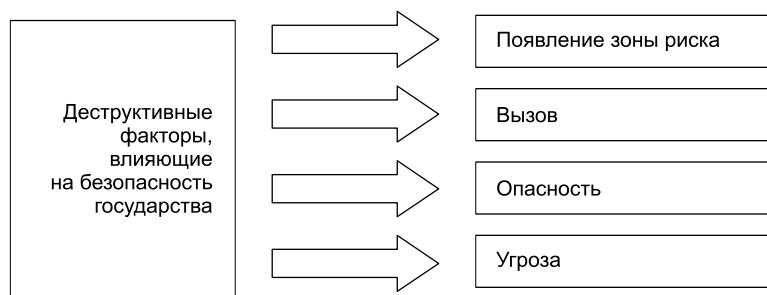 Деструктивные
факторы,
влияющие
на безопасность
государства
Появление зоны риска
Вызов
Опасность
Угроза